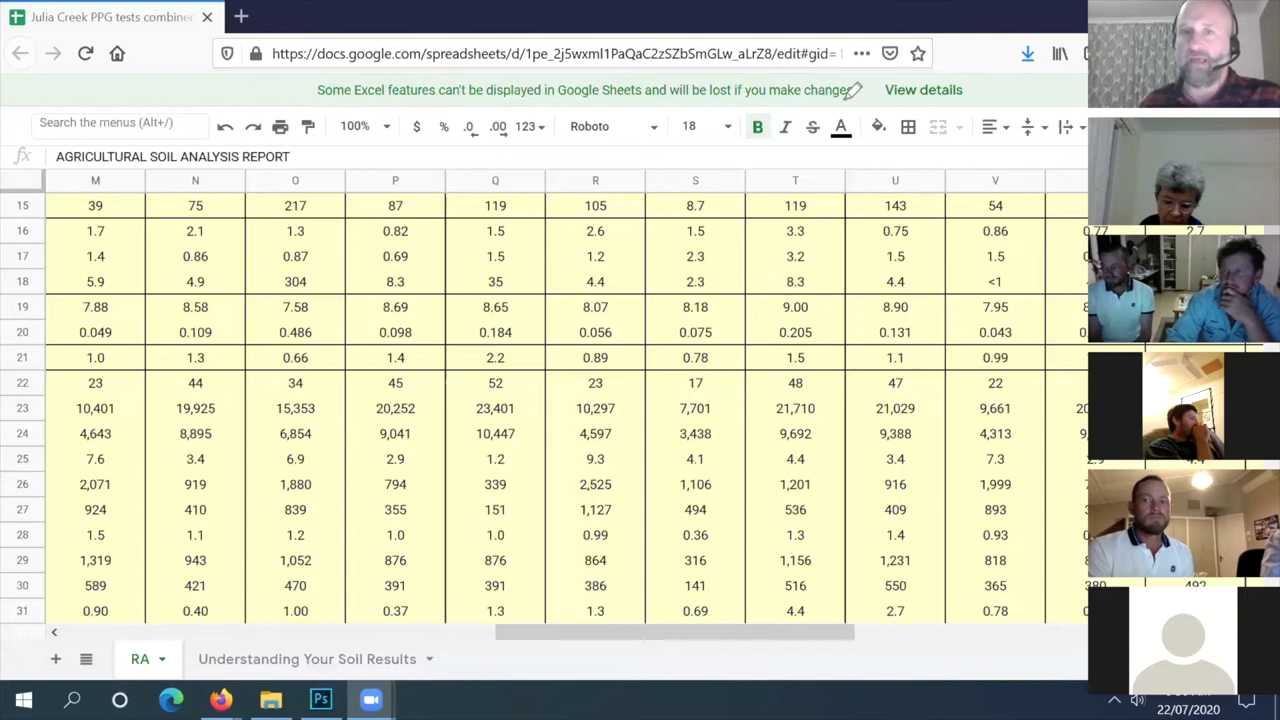 Julia Creek PPG tests combine
https://docs.google.com/spreadsheets/d/1pe_2j5wxml1PaQaC2zSZbSmGLw_aLrZ8/edit#gid=
Some Excel features can't be displayed in Google Sheets and will be lost if you make changes View details
Search the menus (Alt+/) 100% $ % .0 .00 123 Roboto 18 B I S A
fx AGRICULTURAL SOIL ANALYSIS REPORT
M N O P Q R S T U V
15 39 75 217 87 119 105 8.7 119 143 54
16 1.7 2.1 1.3 0.82 1.5 2.6 1.5 3.3 0.75 0.86 0.77 2.7
17 1.4 0.86 0.87 0.69 1.5 1.2 2.3 3.2 1.5 1.5
18 5.9 4.9 304 8.3 35 4.4 2.3 8.3 4.4 <1
19 7.88 8.58 7.58 8.69 8.65 8.07 8.18 9.00 8.90 7.95
20 0.049 0.109 0.486 0.098 0.184 0.056 0.075 0.205 0.131 0.043
21 1.0 1.3 0.66 1.4 2.2 0.89 0.78 1.5 1.1 0.99
22 23 44 34 45 52 23 17 48 47 22
23 10,401 19,925 15,353 20,252 23,401 10,297 7,701 21,710 21,029 9,661
24 4,643 8,895 6,854 9,041 10,447 4,597 3,438 9,692 9,388 4,313
25 7.6 3.4 6.9 2.9 1.2 9.3 4.1 4.4 3.4 7.3
26 2,071 919 1,880 794 339 2,525 1,106 1,201 916 1,999
27 924 410 839 355 151 1,127 494 536 409 893
28 1.5 1.1 1.2 1.0 1.0 0.99 0.36 1.3 1.4 0.93
29 1,319 943 1,052 876 876 864 316 1,156 1,231 818
30 589 421 470 391 391 386 141 516 550 365 380 492
31 0.90 0.40 1.00 0.37 1.3 1.3 0.69 4.4 2.7 0.78
RA Understanding Your Soil Results
Ps
22/07/2020